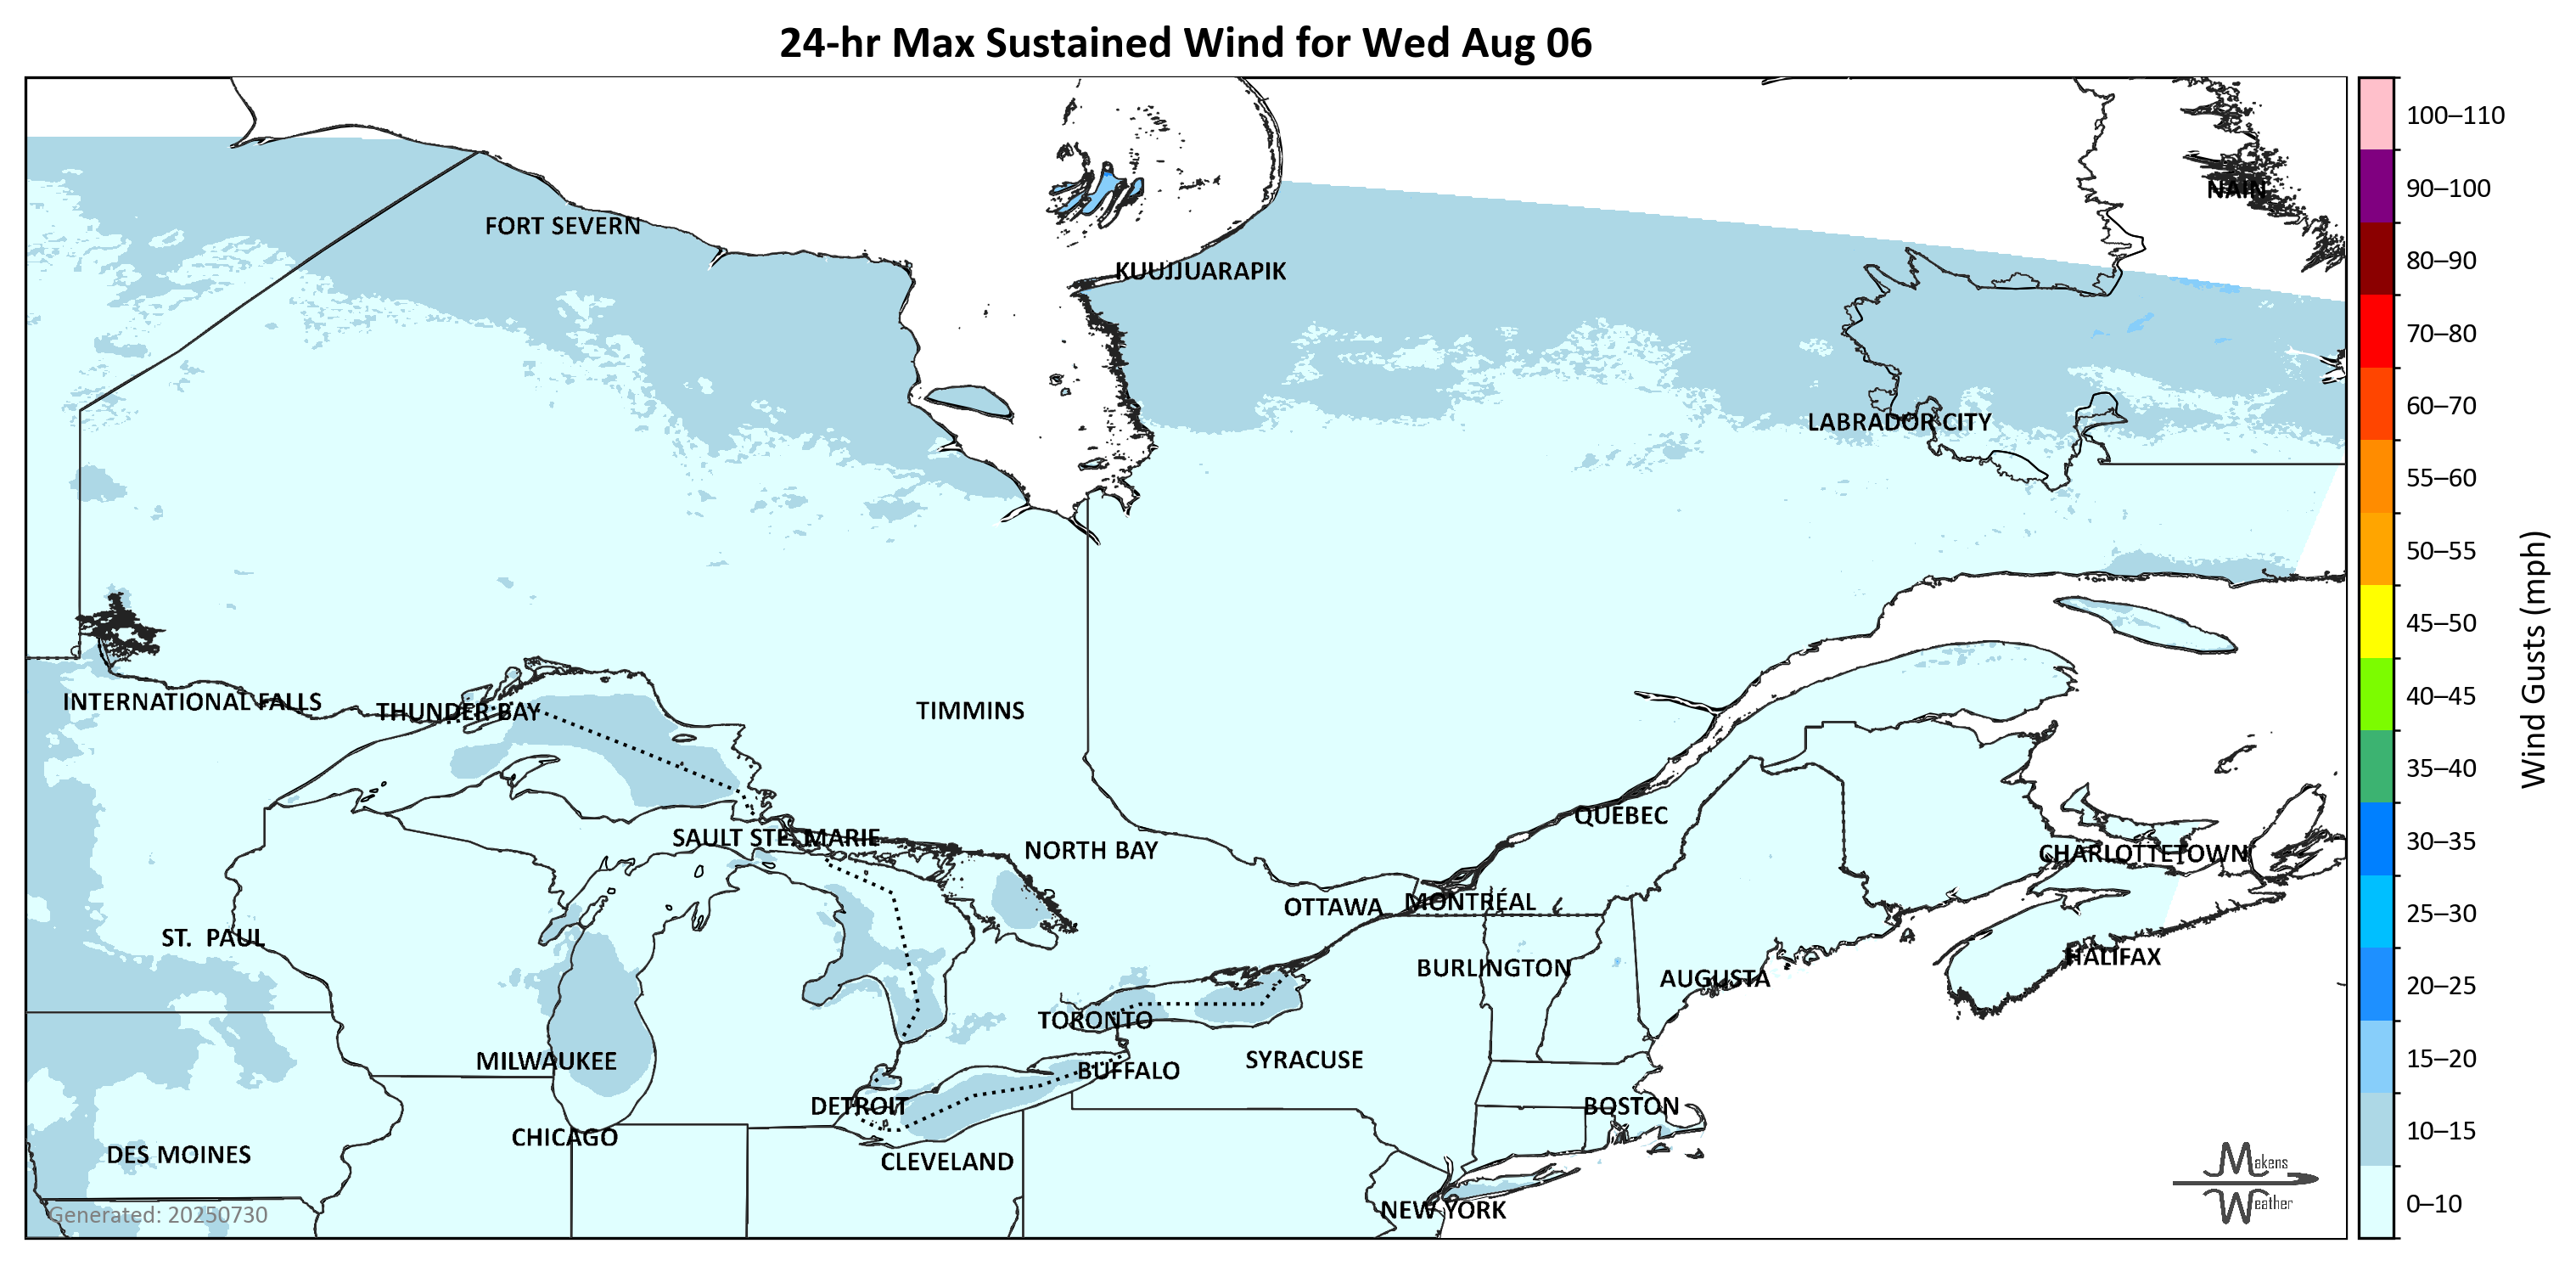 24-hr Max Sustained Wind for Wed Aug 06
100–110
90–100
NAIN
FORT SEVERN
80–90
KUUJJUARAPIK
70–80
60–70
LABRADOR CITY
55–60
50–55
45–50
40–45
Wind Gusts (mph)
INTERNATIONAL FALLS
THUNDER BAY
TIMMINS
35–40
QUÉBEC
30–35
SAULT STE. MARIE
NORTH BAY
CHARLOTTETOWN
OTTAWA
MONTRÉAL
25–30
ST. PAUL
BURLINGTON
AUGUSTA
HALIFAX
20–25
TORONTO
MILWAUKEE
BUFFALO
SYRACUSE
15–20
DETROIT
BOSTON
10–15
CHICAGO
DES MOINES
CLEVELAND
Makens
Weather
NEW YORK
0–10
Generated: 20250730